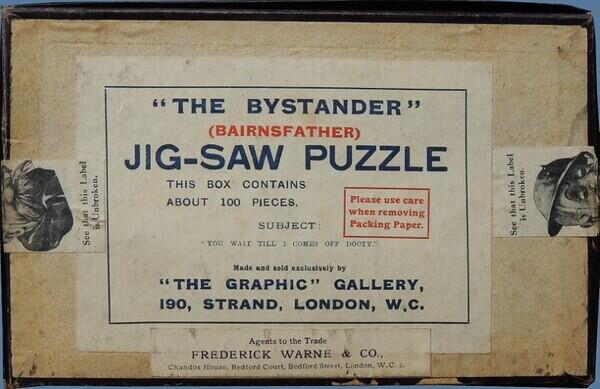 "THE BYSTANDER"
(BAIRNSFATHER)
JIG-SAW PUZZLE
THIS BOX CONTAINS
ABOUT 100 PIECES.
Please use care
when removing
Packing Paper.
SUBJECT:
"YOU WAIT TILL I COMES OFF DOOTY."
Made and sold exclusively by
"THE GRAPHIC" GALLERY,
190, STRAND, LONDON, W.C.
Agents to the Trade
FREDERICK WARNE & CO.,
Chandos House, Bedford Court, Bedford Street, London, W.C. 2.
See that this Label
is Unbroken.
See that this Label
is Unbroken.